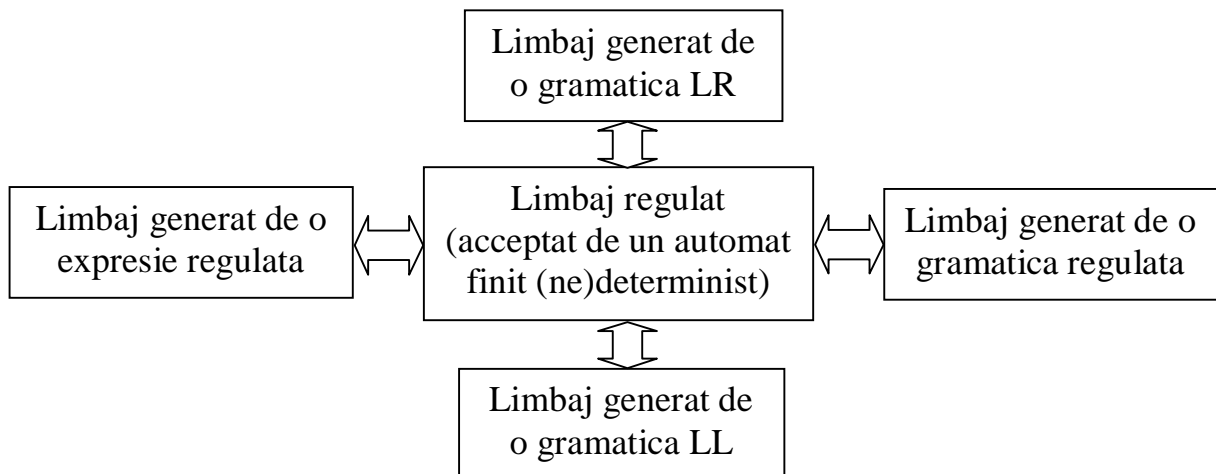 Limbaj generat de
o gramatica LR
Limbaj generat de o
expresie regulata
Limbaj regulat
(acceptat de un automat
finit (ne)determinist)
Limbaj generat de o
gramatica regulata
Limbaj generat de
o gramatica LL